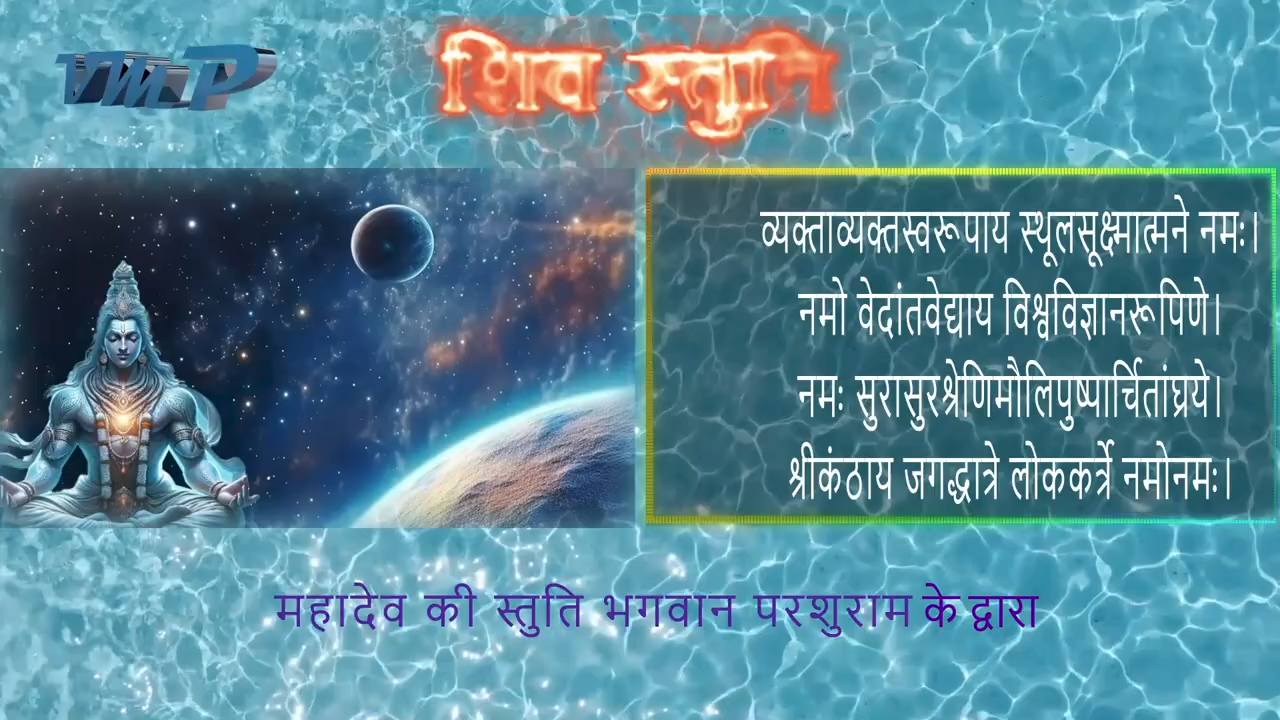 VMP
शिव स्तुति
व्यक्ताव्यक्तस्वरूपाय स्थूलसूक्ष्मात्मने नमः।
नमो वेदांतवेद्याय विश्वविज्ञानरूपिणे।
नमः सुरासुरश्रेणिमौलिपुष्पार्चितांघ्रये।
श्रीकंठाय जगद्धात्रे लोककर्त्रे नमोनमः।
महादेव की स्तुति भगवान परशुराम के द्वारा